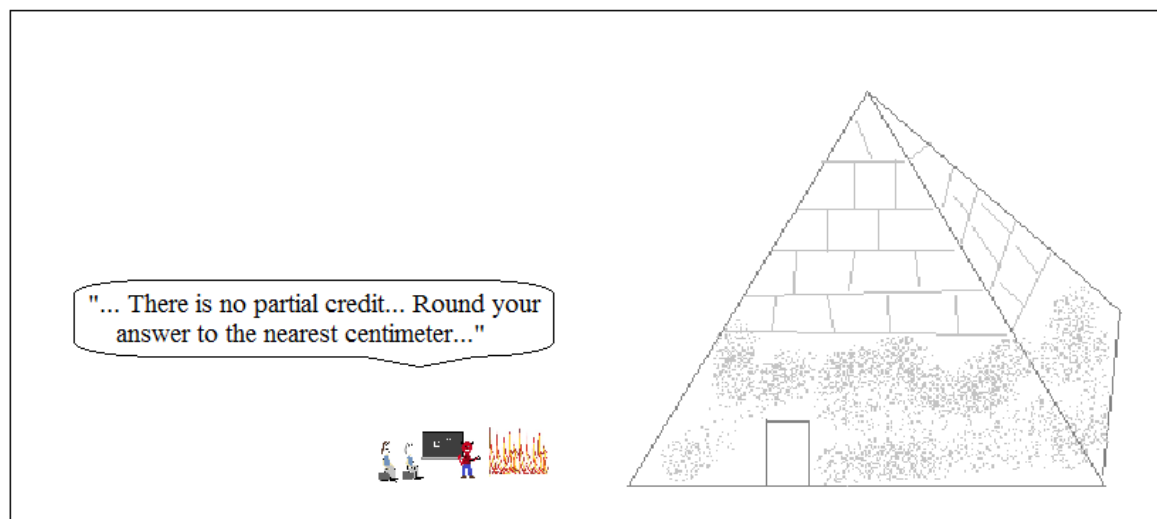 "... There is no partial credit... Round your
answer to the nearest centimeter..."